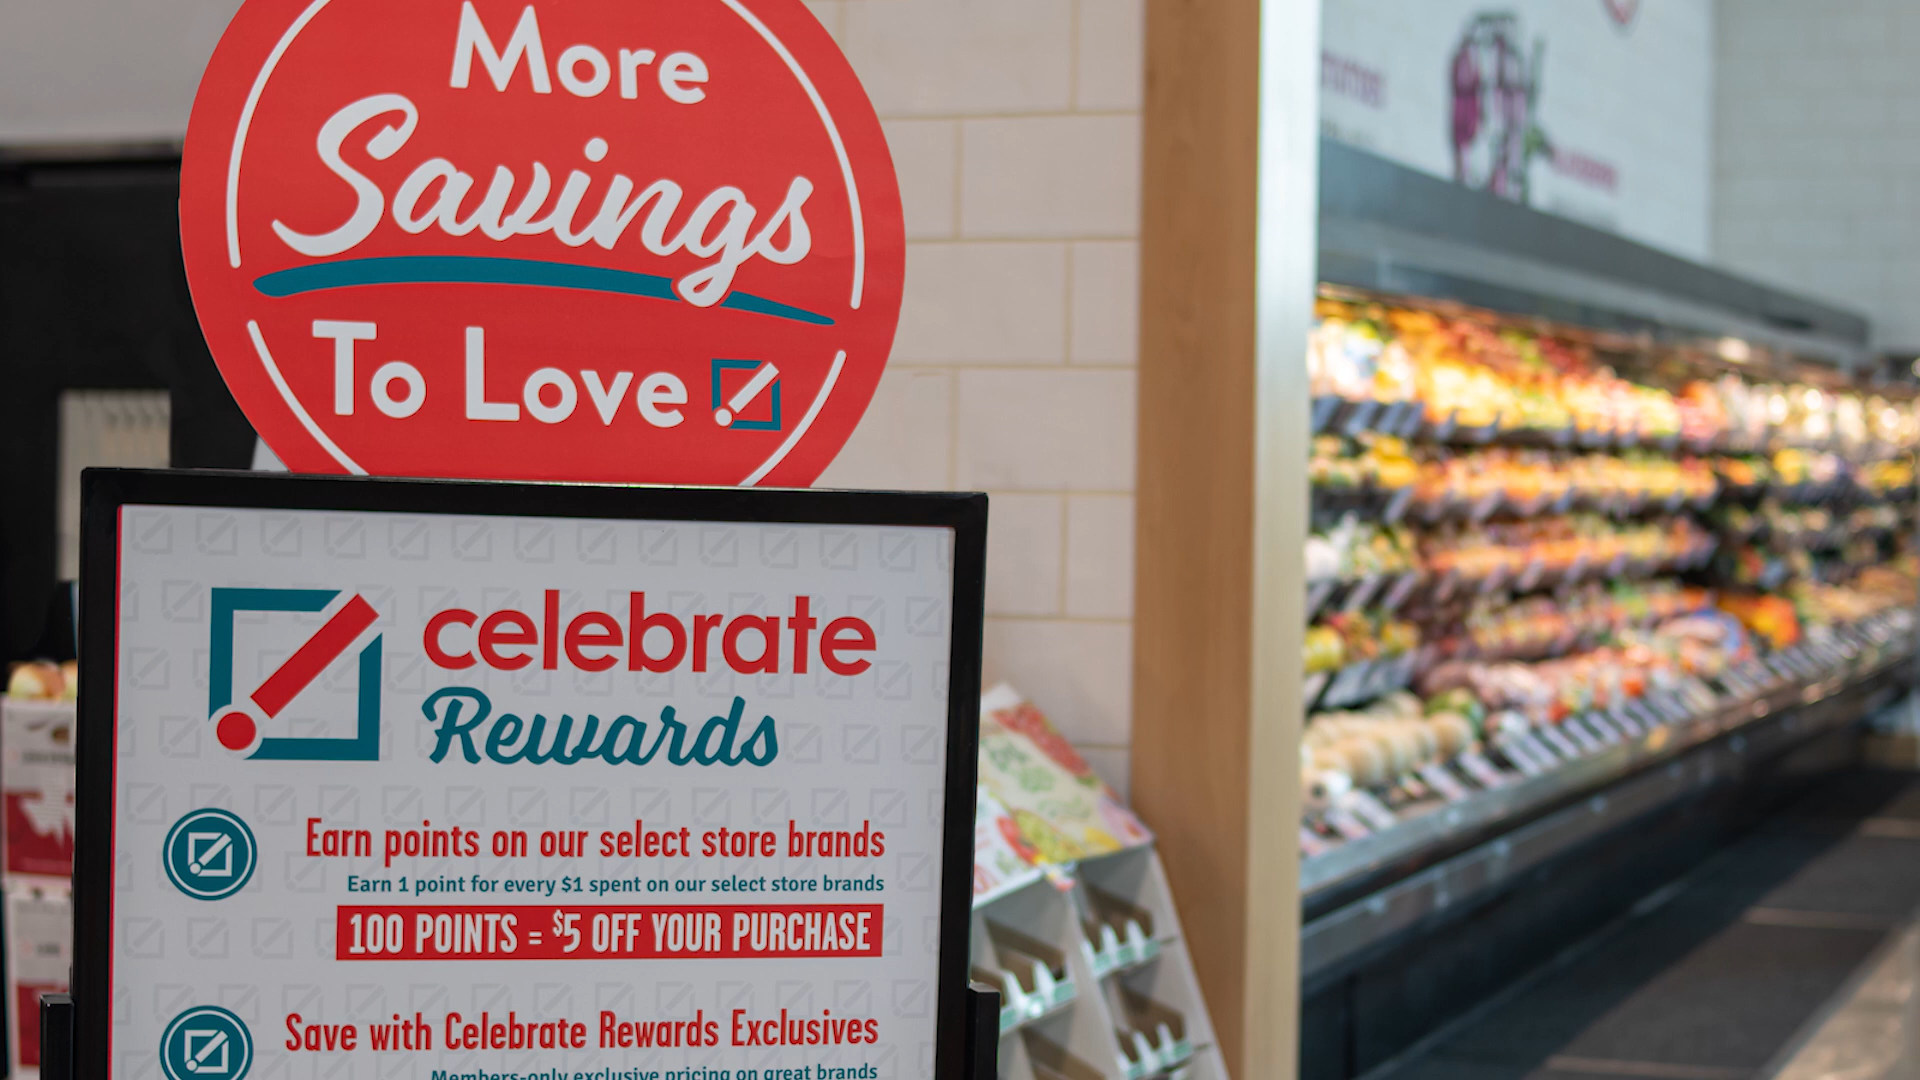 More
Savings
To Love
celebrate
Rewards
Earn points on our select store brands
Earn 1 point for every $1 spent on our select store brands
100 POINTS = $5 OFF YOUR PURCHASE
Save with Celebrate Rewards Exclusives
Members-only exclusive pricing on great brands